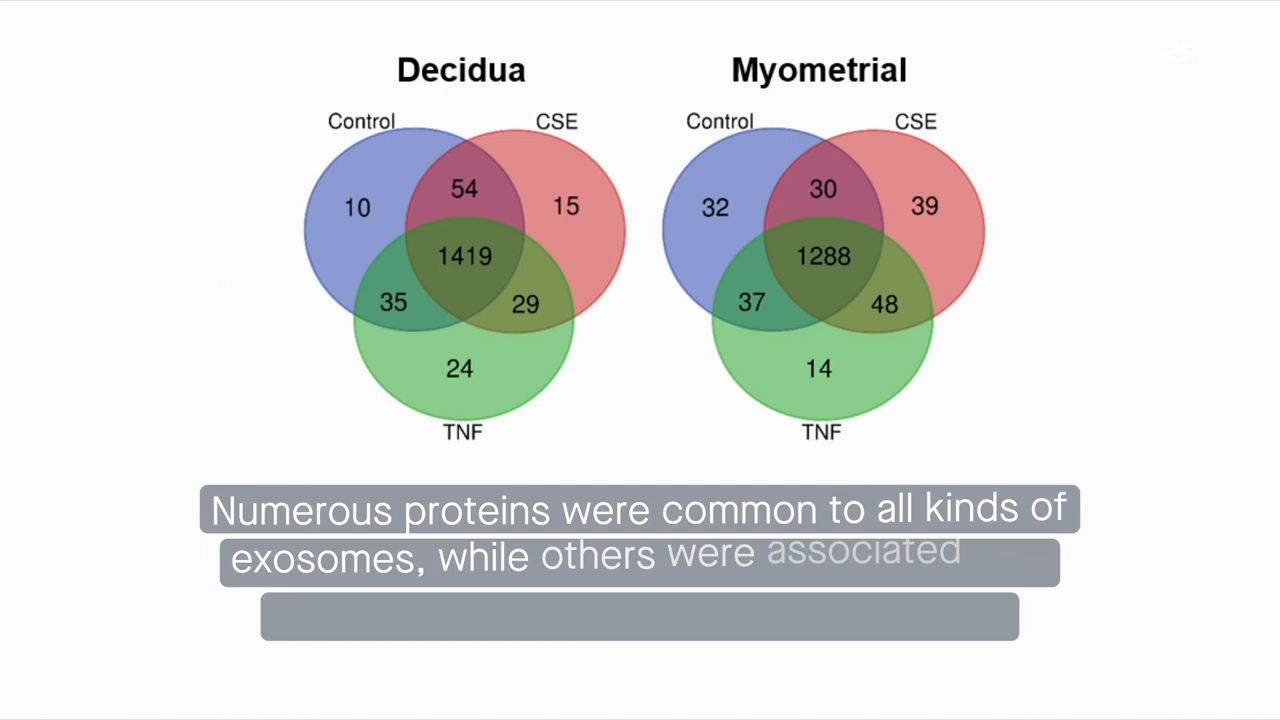 Decidua Myometrial
Control CSE Control CSE
54 30
10 15 32 39
1419 1288
35 29 37 48
24 14
TNF TNF
Numerous proteins were common to all kinds of
exosomes, while others were associated